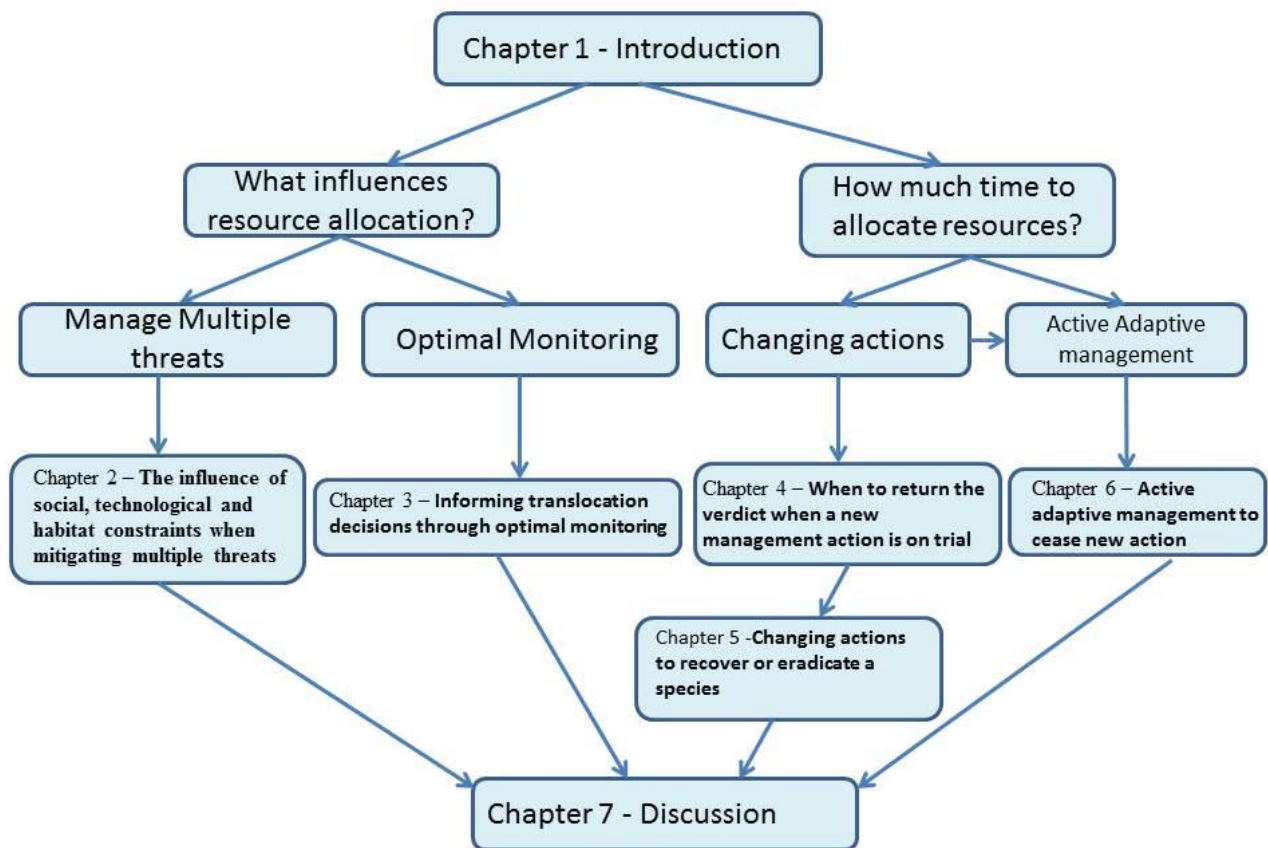 Chapter 1 - Introduction
What influences
resource allocation?
How much time to
allocate resources?
Manage Multiple
threats
Optimal Monitoring
Changing actions
Active Adaptive
management
Chapter 2 – The influence of
social, technological and
habitat constraints when
mitigating multiple threats
Chapter 3 – Informing translocation
decisions through optimal monitoring
Chapter 4 – When to return the
verdict when a new
management action is on trial
Chapter 6 – Active
adaptive management to
cease new action
Chapter 5 -Changing actions
to recover or eradicate a
species
Chapter 7 - Discussion